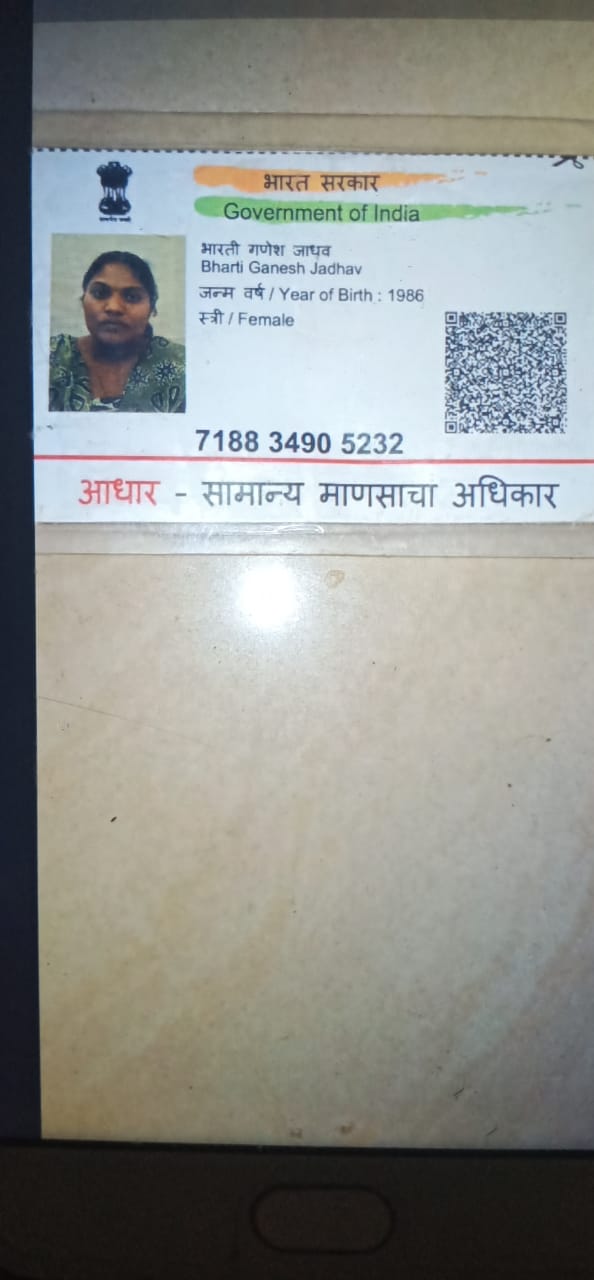 भारत सरकार
Government of India
भारती गणेश जाधव
Bharti Ganesh Jadhav
जन्म वर्ष / Year of Birth : 1986
स्त्री / Female
7188 3490 5232
आधार - सामान्य माणसाचा अधिकार